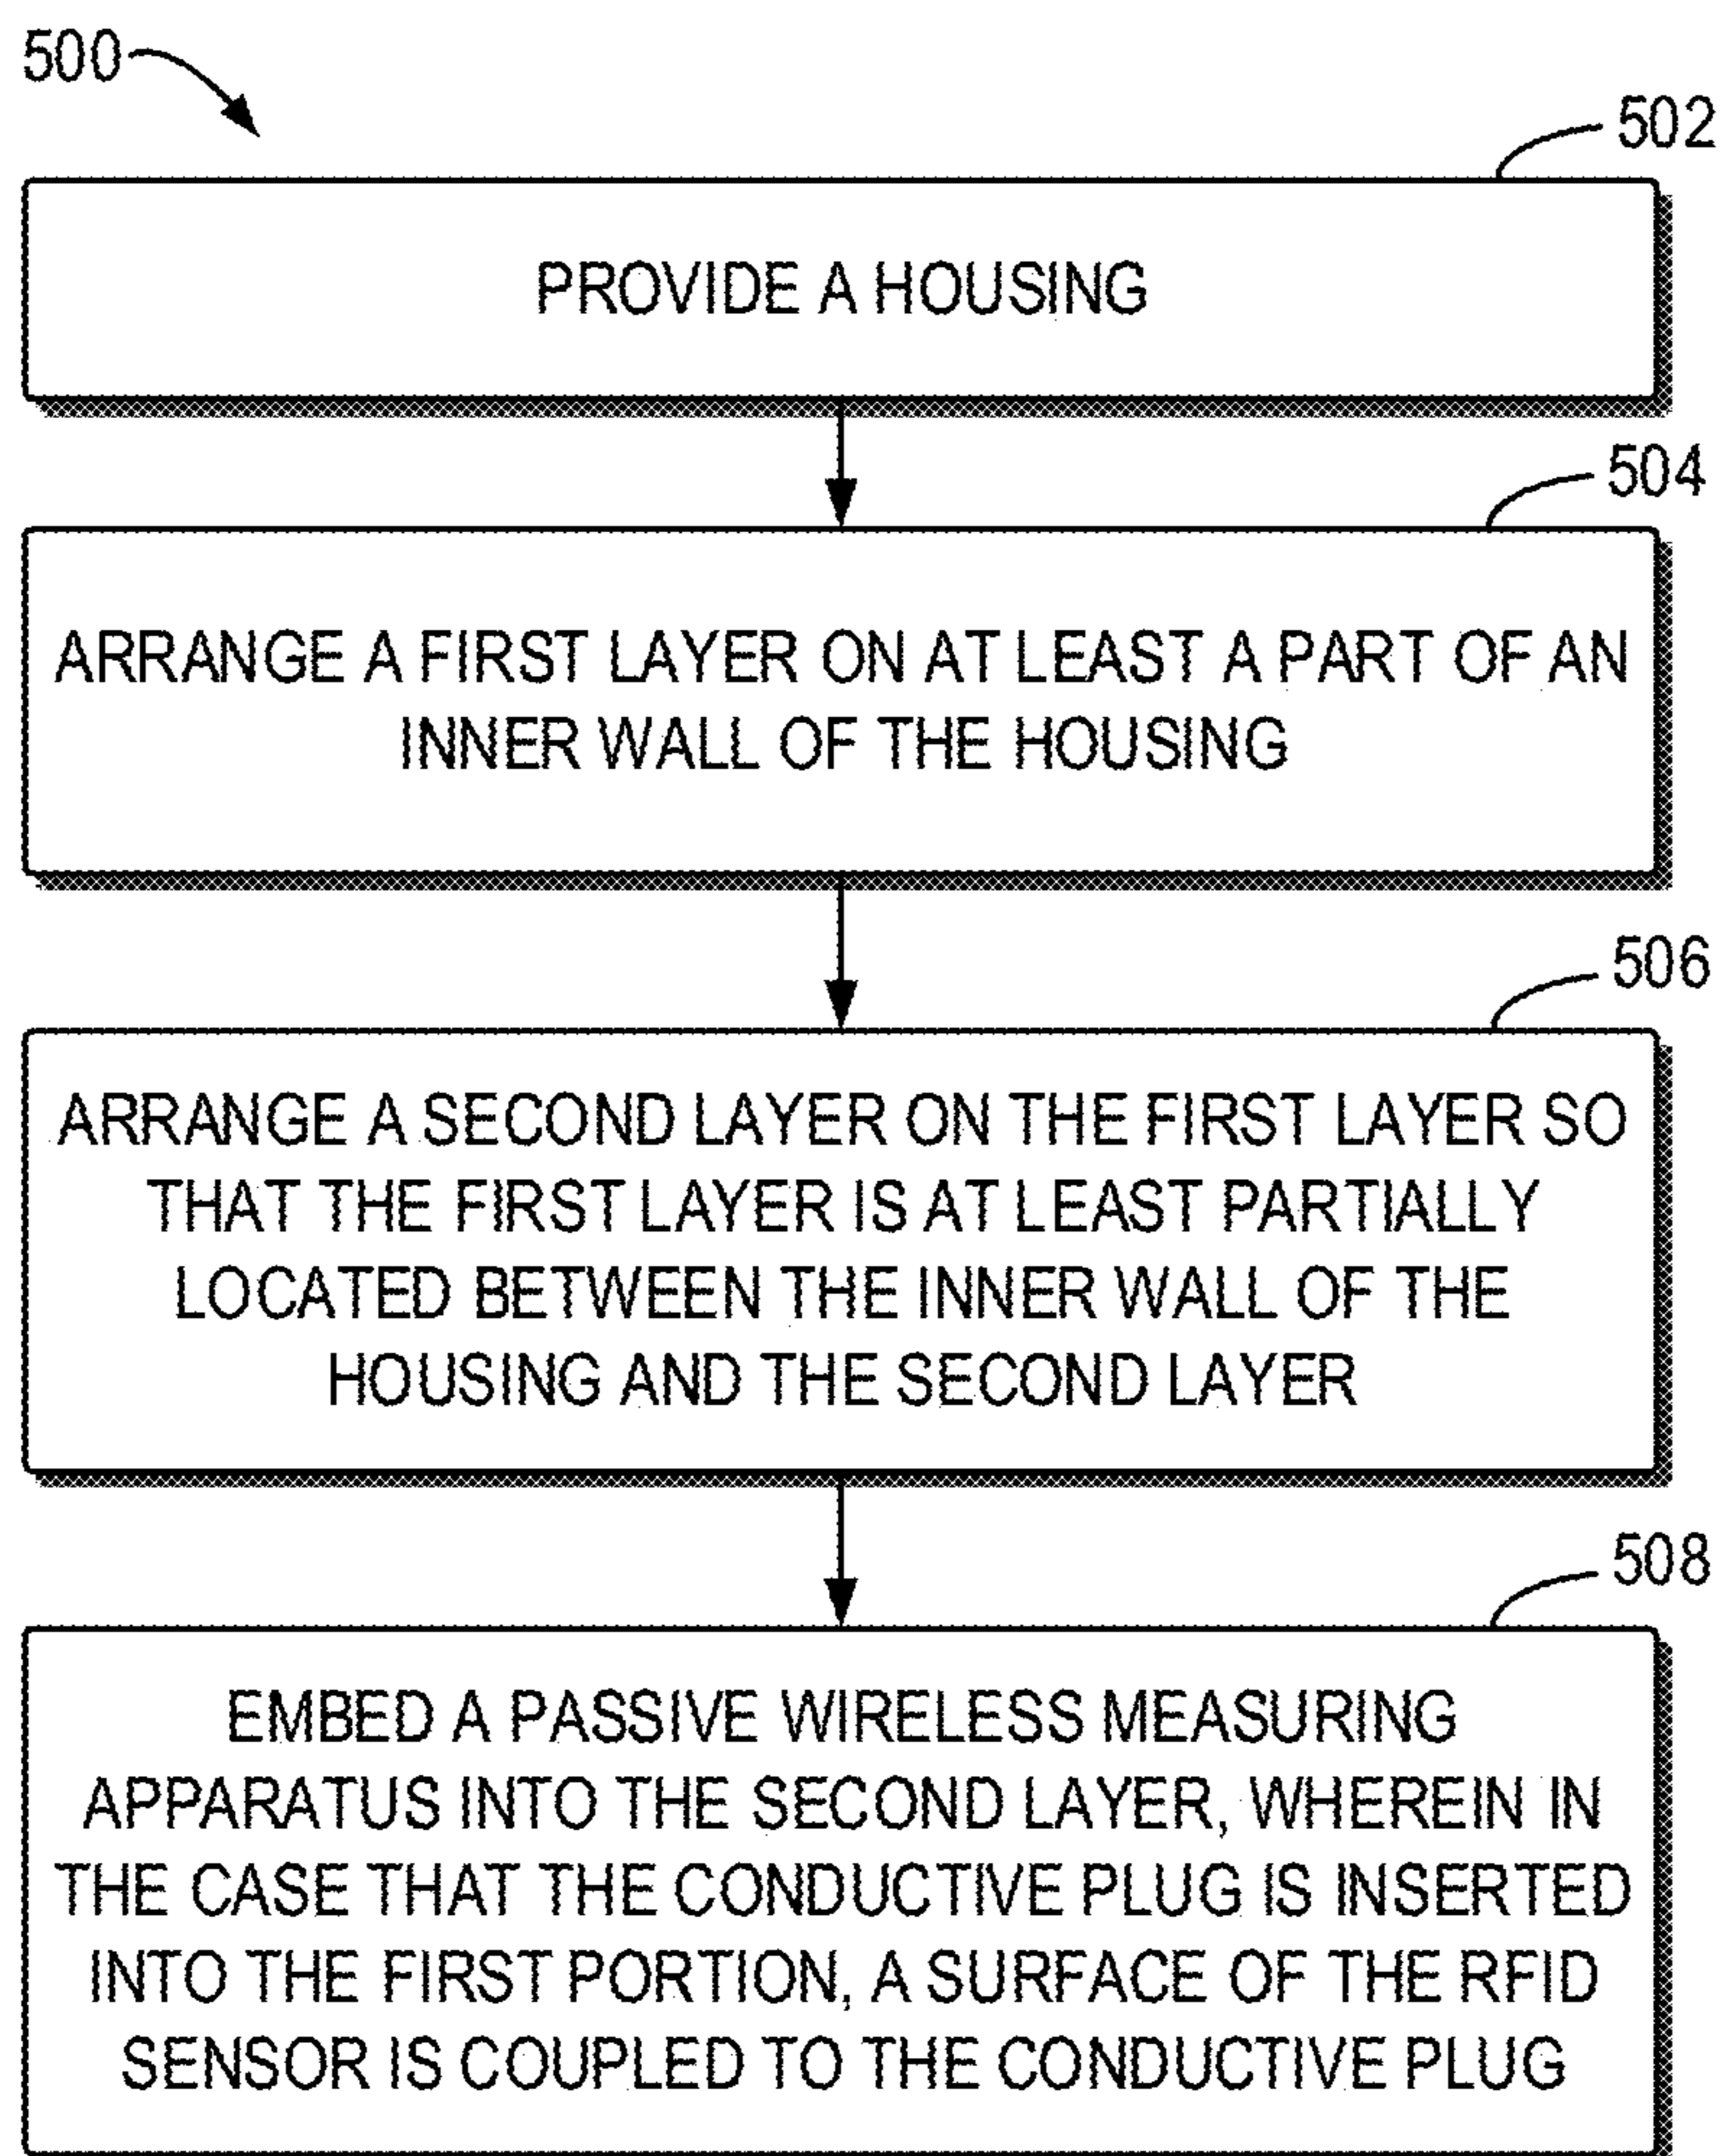 500
502
PROVIDE A HOUSING
504
ARRANGE A FIRST LAYER ON AT LEAST A PART OF AN
INNER WALL OF THE HOUSING
506
ARRANGE A SECOND LAYER ON THE FIRST LAYER SO
THAT THE FIRST LAYER IS AT LEAST PARTIALLY
LOCATED BETWEEN THE INNER WALL OF THE
HOUSING AND THE SECOND LAYER
508
EMBED A PASSIVE WIRELESS MEASURING
APPARATUS INTO THE SECOND LAYER, WHEREIN IN
THE CASE THAT THE CONDUCTIVE PLUG IS INSERTED
INTO THE FIRST PORTION, A SURFACE OF THE RFID
SENSOR IS COUPLED TO THE CONDUCTIVE PLUG